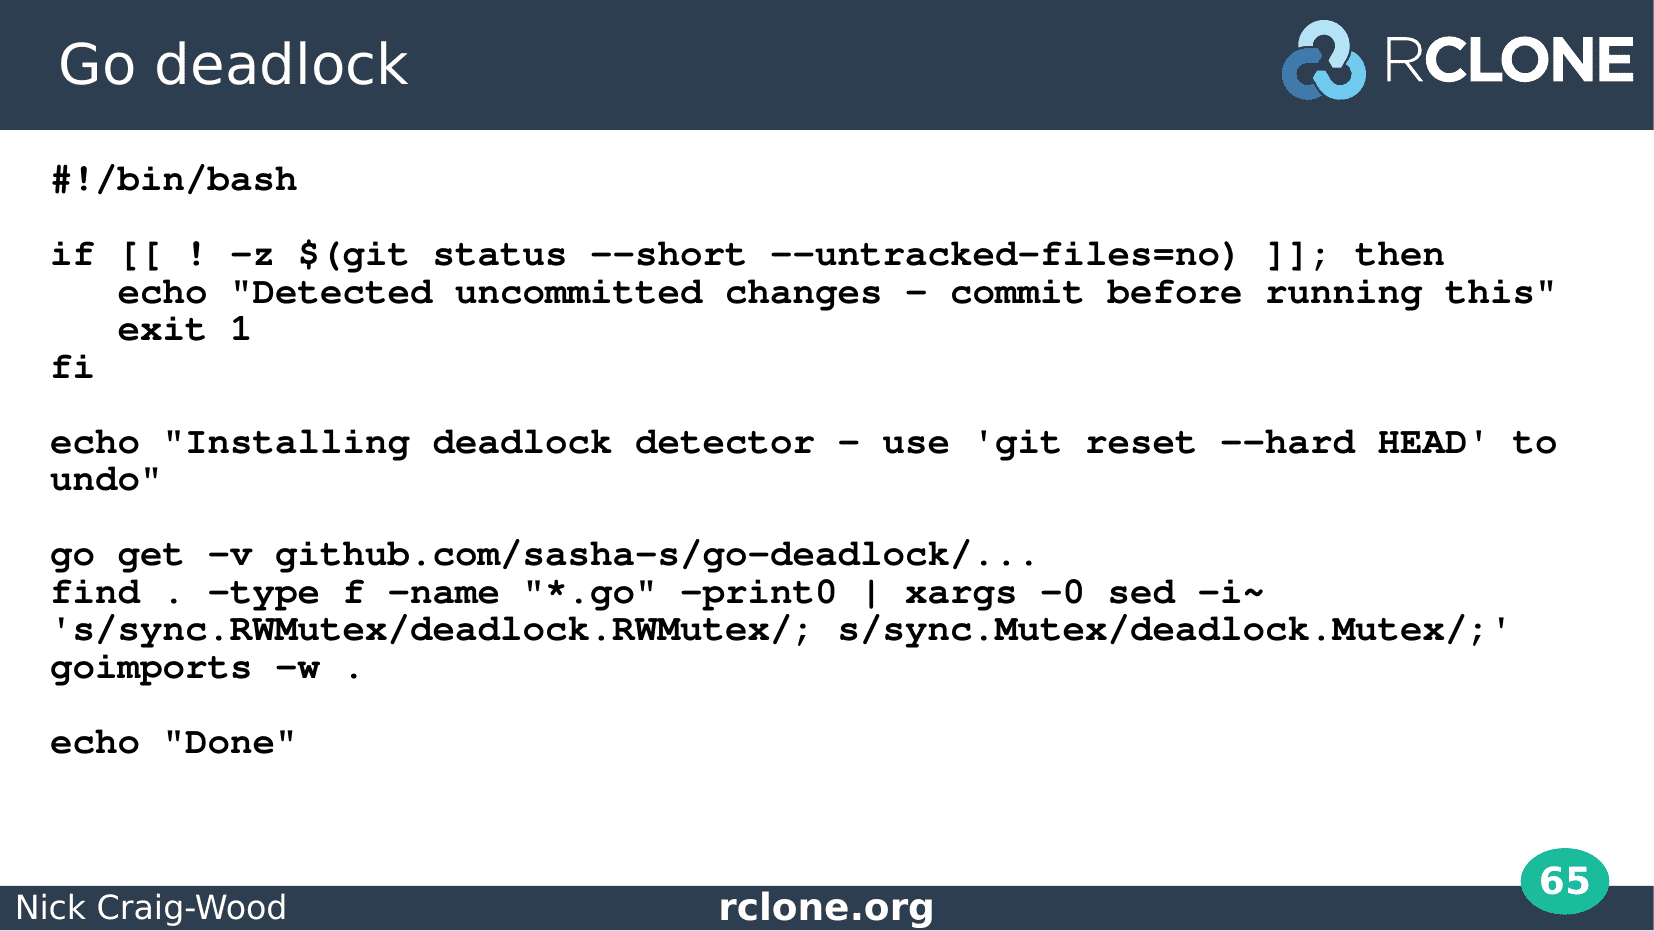 Go deadlock
RCLONE
#!/bin/bash
if [[ ! -z $(git status --short --untracked-files=no) ]]; then
   echo "Detected uncommitted changes - commit before running this"
   exit 1
fi
echo "Installing deadlock detector - use 'git reset --hard HEAD' to
undo"
go get -v github.com/sasha-s/go-deadlock/...
find . -type f -name "*.go" -print0 | xargs -0 sed -i~
's/sync.RWMutex/deadlock.RWMutex/; s/sync.Mutex/deadlock.Mutex/;'
goimports -w .
echo "Done"
65
Nick Craig-Wood
rclone.org